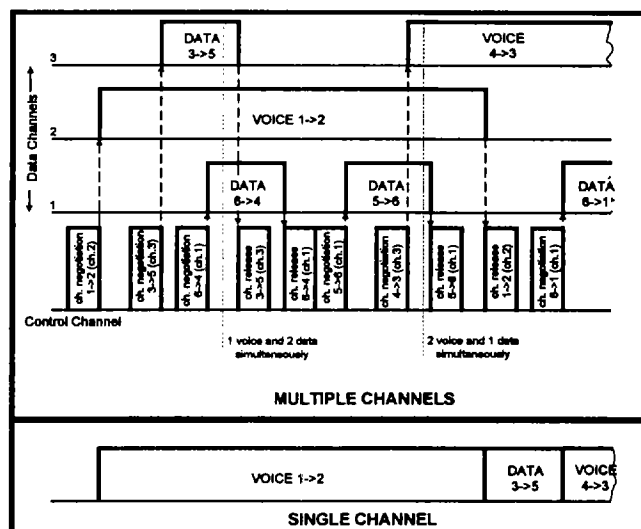 3
DATA
3->5
VOICE
4->3
Data Channels
2
VOICE 1->2
1
DATA
6->4
DATA
5->6
DATA
6->1
ch. negotiation
1->2 (ch.2)
ch. negotiation
3->5 (ch.3)
ch. negotiation
6->4 (ch.1)
ch. release
3->5 (ch.3)
ch. release
6->4 (ch.1)
ch. negotiation
5->6 (ch.1)
ch. negotiation
4->3 (ch.3)
ch. release
5->6 (ch.1)
ch. release
1->2 (ch.2)
ch. negotiation
6->1 (ch.1)
Control Channel
1 voice and 2 data
simultaneously
2 voice and 1 data
simultaneously
MULTIPLE CHANNELS
VOICE 1->2
DATA
3->5
VOICE
4->3
SINGLE CHANNEL